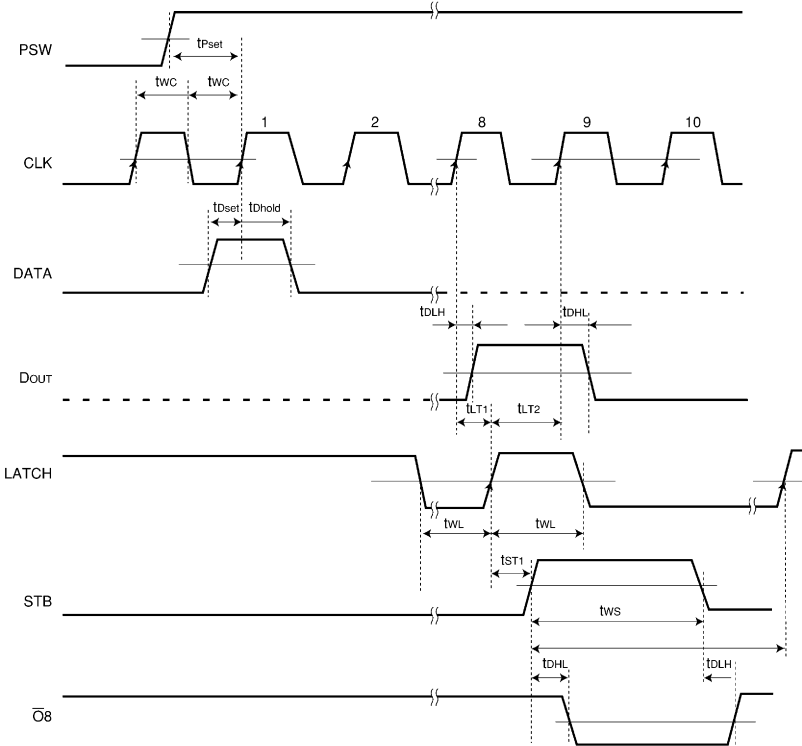 PSW
tPset
tWC tWC
CLK
1 2 8 9 10
tDset tDhold
DATA
tDLH tDHL
DOUT
tLT1 tLT2
LATCH
tWL tWL
tST1
STB
tWS
tDHL tDLH
O̅8